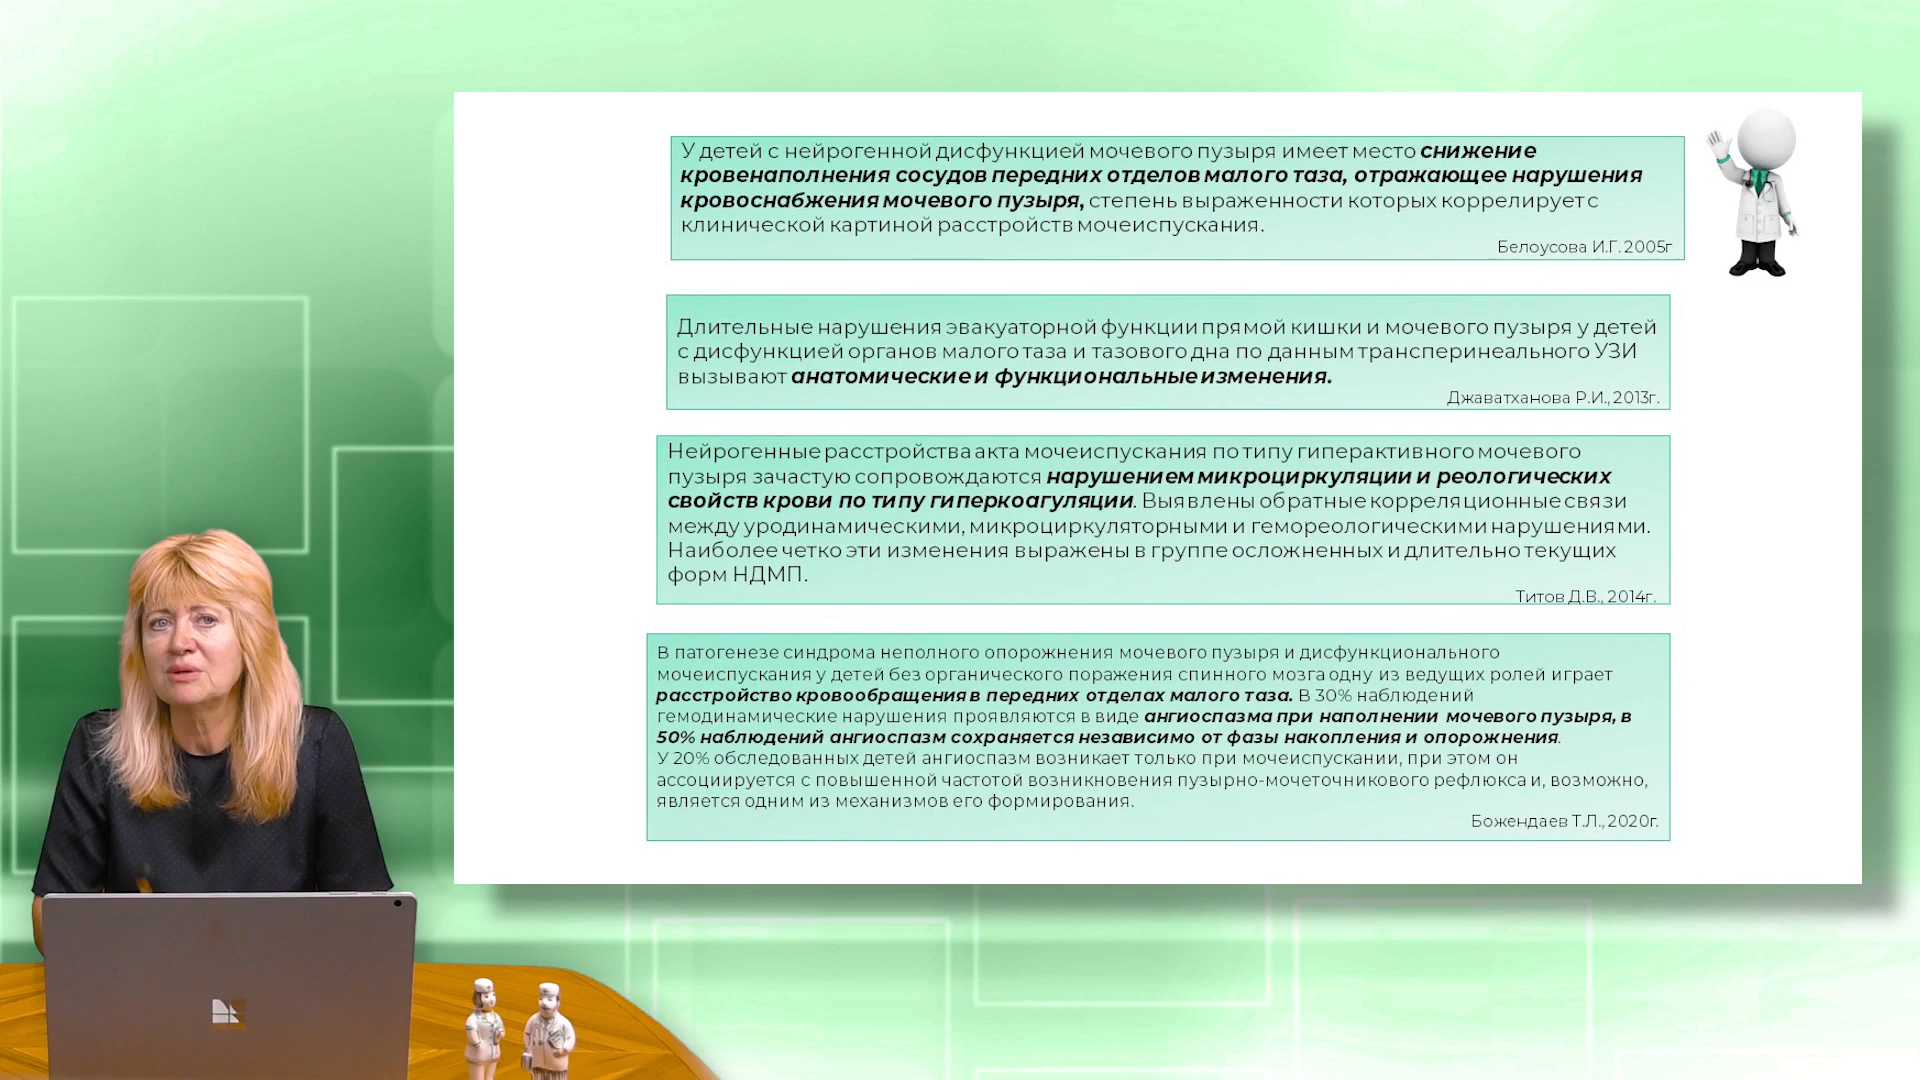 У детей с нейрогенной дисфункцией мочевого пузыря имеет место снижение
кровенаполнения сосудов передних отделов малого таза, отражающее нарушения
кровоснабжения мочевого пузыря, степень выраженности которых коррелирует с
клинической картиной расстройств мочеиспускания.
Белоусова И.Г. 2005г
Длительные нарушения эвакуаторной функции прямой кишки и мочевого пузыря у детей
с дисфункцией органов малого таза и тазового дна по данным трансперинеального УЗИ
вызывают анатомические и функциональные изменения.
Джаватханова Р.И., 2013г.
Нейрогенные расстройства акта мочеиспускания по типу гиперактивного мочевого
пузыря зачастую сопровождаются нарушением микроциркуляции и реологических
свойств крови по типу гиперкоагуляции. Выявлены обратные корреляционные связи
между уродинамическими, микроциркуляторными и гемореологическими нарушениями.
Наиболее четко эти изменения выражены в группе осложненных и длительно текущих
форм НДМП.
Титов Д.В., 2014г.
В патогенезе синдрома неполного опорожнения мочевого пузыря и дисфункционального
мочеиспускания у детей без органического поражения спинного мозга одну из ведущих ролей играет
расстройство кровообращения в передних отделах малого таза. В 30% наблюдений
гемодинамические нарушения проявляются в виде ангиоспазма при наполнении мочевого пузыря, в
50% наблюдений ангиоспазм сохраняется независимо от фазы накопления и опорожнения.
У 20% обследованных детей ангиоспазм возникает только при мочеиспускании, при этом он
ассоциируется с повышенной частотой возникновения пузырно-мочеточникового рефлюкса и, возможно,
является одним из механизмов его формирования.
Божендаев Т.Л., 2020г.